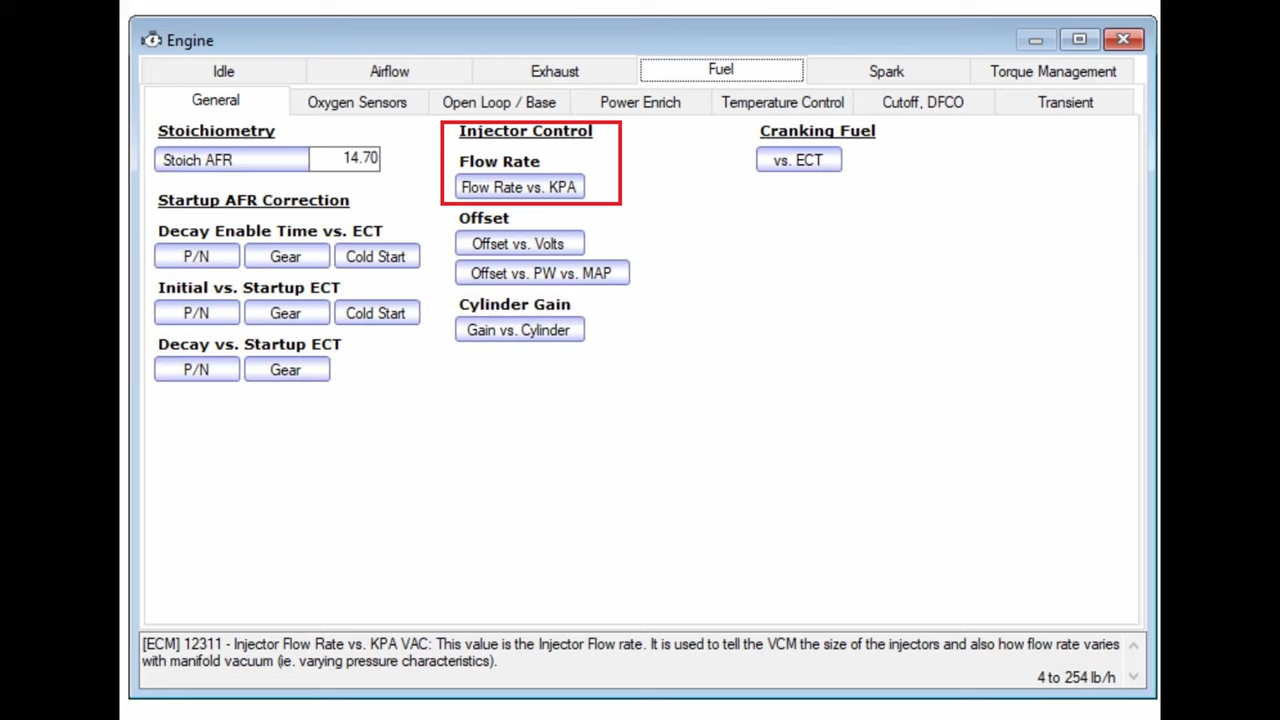 Engine
Idle Airflow Exhaust Fuel Spark Torque Management
General Oxygen Sensors Open Loop / Base Power Enrich Temperature Control Cutoff, DFCO Transient
Stoichiometry
Stoich AFR 14.70
Startup AFR Correction
Decay Enable Time vs. ECT
P/N Gear Cold Start
Initial vs. Startup ECT
P/N Gear Cold Start
Decay vs. Startup ECT
P/N Gear
Injector Control
Flow Rate
Flow Rate vs. KPA
Offset
Offset vs. Volts
Offset vs. PW vs. MAP
Cylinder Gain
Gain vs. Cylinder
Cranking Fuel
vs. ECT
[ECM] 12311 - Injector Flow Rate vs. KPA VAC: This value is the Injector Flow rate. It is used to tell the VCM the size of the injectors and also how flow rate varies
with manifold vacuum (ie. varying pressure characteristics).
4 to 254 lb/h